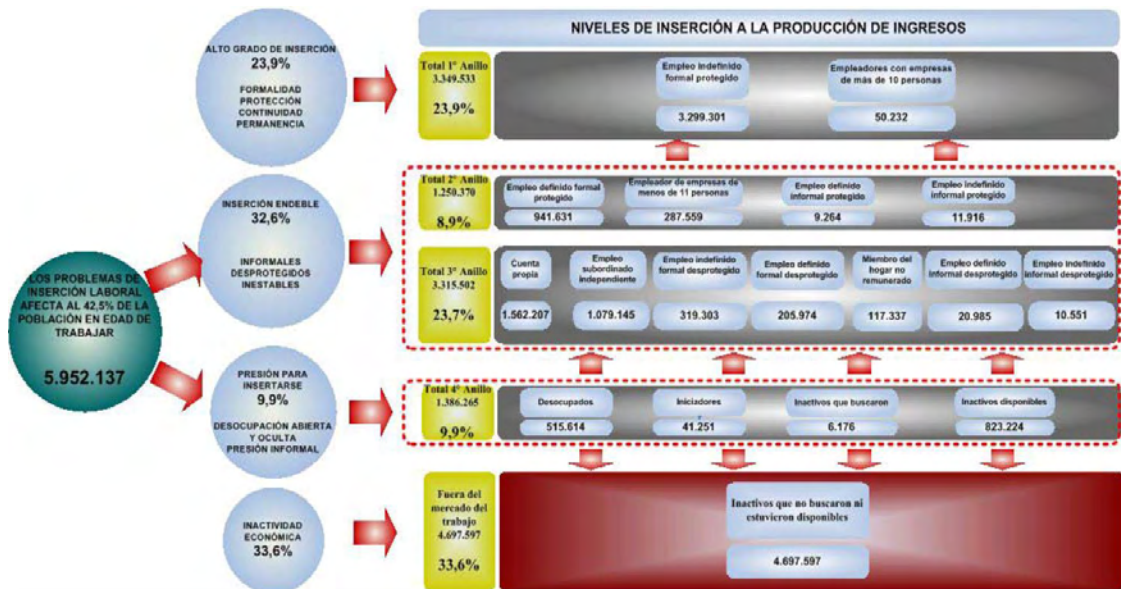 NIVELES DE INSERCIÓN A LA PRODUCCIÓN DE INGRESOS
ALTO GRADO DE INSERCIÓN
23,9%
FORMALIDAD
PROTECCIÓN
CONTINUIDAD
PERMANENCIA
Total 1º Anillo
3.349.533
23,9%
Empleo Indefinido
formal protegido
3.299.301
Empleadores con empresas
de más de 10 personas
50.232
LOS PROBLEMAS DE
INSERCIÓN LABORAL
AFECTA AL 42,5% DE LA
POBLACIÓN EN EDAD DE
TRABAJAR
5.952.137
INSERCIÓN ENDEBLE
32,6%
INFORMALES
DESPROTEGIDOS
INESTABLES
Total 2º Anillo
1.250.370
8,9%
Empleo definido formal
protegido
941.631
Empleador de empresas de
menos de 11 personas
287.559
Empleo definido
informal protegido
9.264
Empleo indefinido
informal protegido
11.916
Total 3º Anillo
3.315.502
23,7%
Cuenta
propia
1.562.207
Empleo
subordinado
independiente
1.079.145
Empleo indefinido
formal desprotegido
319.303
Empleo definido
formal desprotegido
205.974
Miembro del
hogar no
remunerado
117.337
Empleo definido
informal desprotegido
20.985
Empleo indefinido
informal desprotegido
10.551
PRESIÓN PARA
INSERTARSE
9,9%
DESOCUPACIÓN ABIERTA
Y OCULTA
PRESIÓN INFORMAL
Total 4º Anillo
1.386.265
9,9%
Desocupados
515.614
Iniciadores
41.251
Inactivos que buscaron
6.176
Inactivos disponibles
823.224
INACTIVIDAD
ECONÓMICA
33,6%
Fuera del
mercado del
trabajo
4.697.597
33,6%
Inactivos que no buscaron ni
estuvieron disponibles
4.697.597